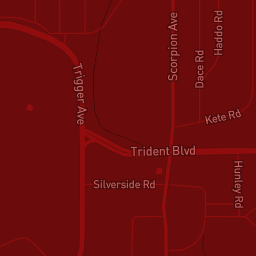 Scorpion Ave
Haddo Rd
Dace Rd
Trigger Ave
Kete Rd
Trident Blvd
Silverside Rd
Hunley Rd